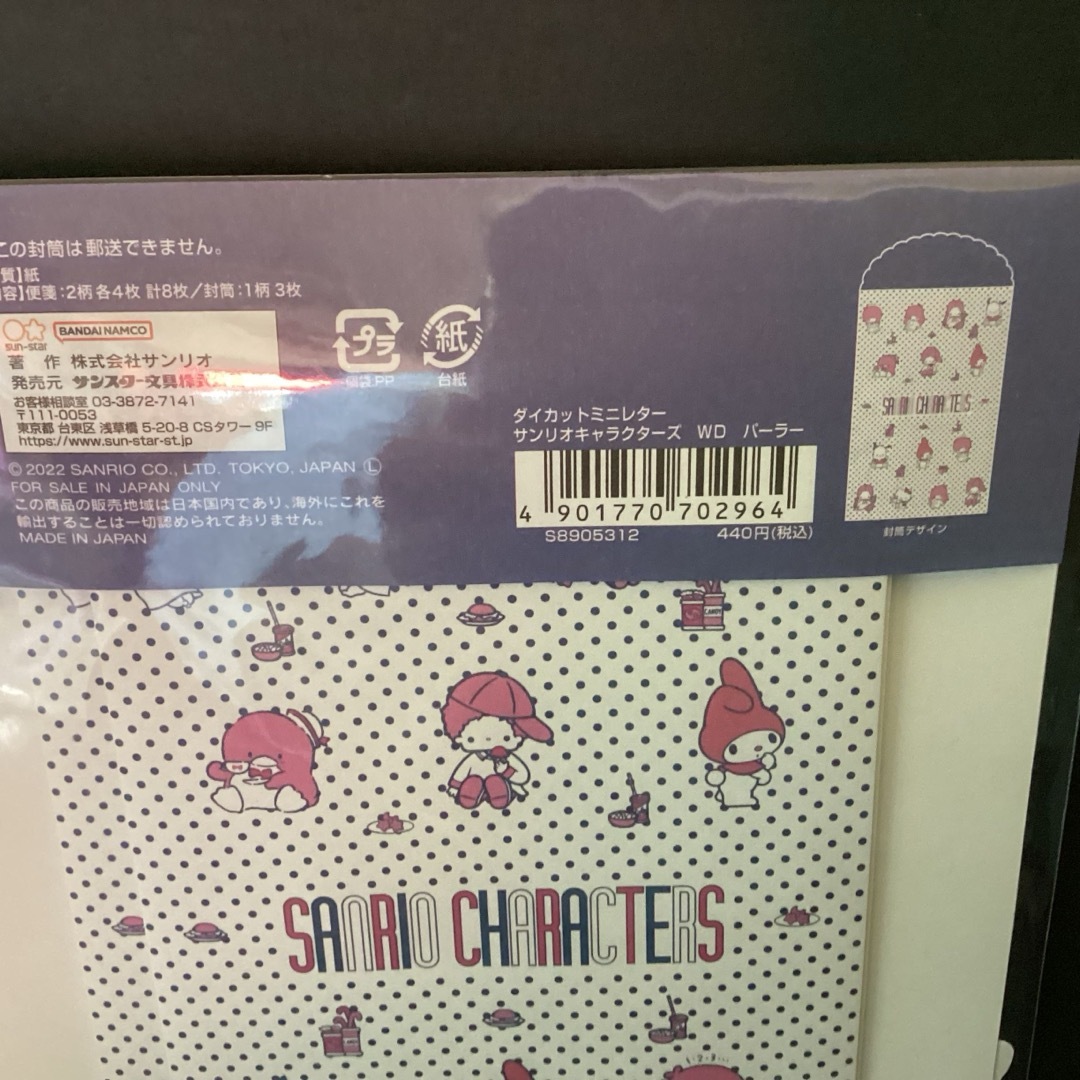 この封筒は郵送できません。
質】紙
容】便箋:2柄 各4枚 計8枚/封筒:1柄 3枚
sun-star BANDAI NAMCO
著 作 株式会社サンリオ
発売元 サンスター文具株式
お客様相談室 03-3872-7141
〒111-0053
東京都 台東区 浅草橋 5-20-8 CSタワー 9F
https://www.sun-star-st.jp
©2022 SANRIO CO., LTD. TOKYO, JAPAN Ⓛ
FOR SALE IN JAPAN ONLY
この商品の販売地域は日本国内であり、海外にこれを
輸出することは一切認められておりません。
MADE IN JAPAN
プラ
PP
紙
台紙
ダイカットミニレター
サンリオキャラクターズ WD パーラー
4 901770 702964
S8905312 440円(税込)
SANRIO CHARACTERS
封筒デザイン
CANDY
SANRIO CHARACTERS